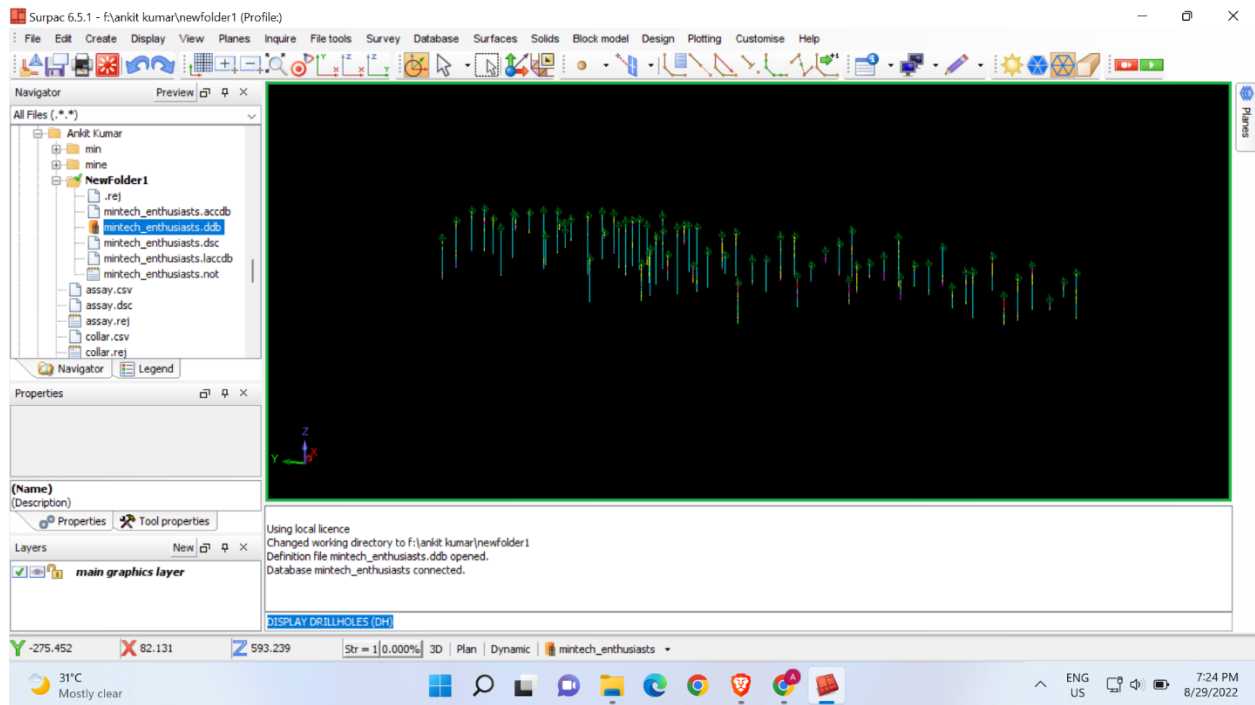 Surpac 6.5.1 - f:\ankit kumar\newfolder1 (Profile:)
File Edit Create Display View Planes Inquire File tools Survey Database Surfaces Solids Block model Design Plotting Customise Help
Navigator Preview
All Files (.*.*)
Ankit Kumar
min
mine
NewFolder1
.rej
mintech_enthusiasts.accdb
mintech_enthusiasts.ddb
mintech_enthusiasts.dsc
mintech_enthusiasts.laccdb
mintech_enthusiasts.not
assay.csv
assay.dsc
assay.rej
collar.csv
collar.rej
Navigator Legend
Properties
(Name)
(Description)
Properties Tool properties
Layers New
main graphics layer
Planes
Z
Y X
Using local licence
Changed working directory to f:\ankit kumar\newfolder1
Definition file mintech_enthusiasts.ddb opened.
Database mintech_enthusiasts connected.
DISPLAY DRILLHOLES (DH)
Y -275.452 X 82.131 Z 593.239 Str = 1 0.000% 3D Plan Dynamic mintech_enthusiasts
31°C
Mostly clear
ENG
US
7:24 PM
8/29/2022